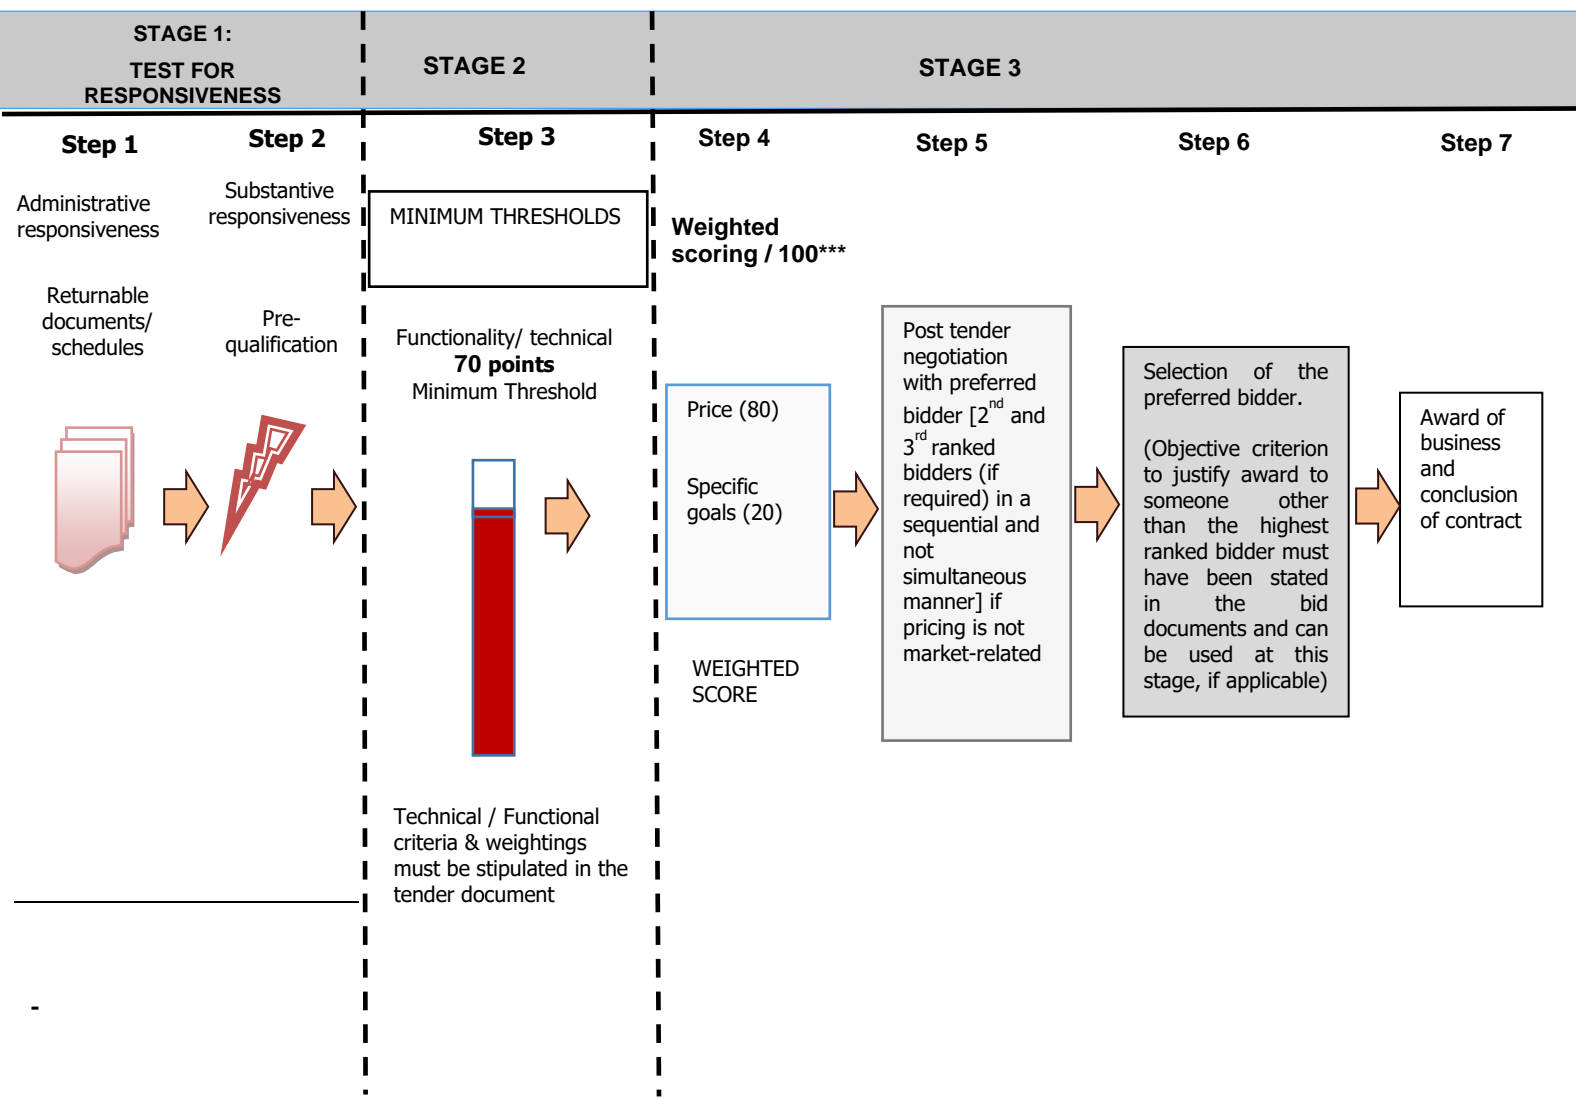 STAGE 1:
TEST FOR
RESPONSIVENESS
STAGE 2
STAGE 3
Step 1
Step 2
Step 3
Step 4
Step 5
Step 6
Step 7
Administrative
responsiveness
Returnable
documents/
schedules
Substantive
responsiveness
Pre-
qualification
MINIMUM THRESHOLDS
Functionality/ technical
70 points
Minimum Threshold
Technical / Functional
criteria & weightings
must be stipulated in the
tender document
Weighted
scoring / 100***
Price (80)
Specific
goals (20)
WEIGHTED
SCORE
Post tender
negotiation
with preferred
bidder [2nd and
3rd ranked
bidders (if
required) in a
sequential and
not
simultaneous
manner] if
pricing is not
market-related
Selection of the
preferred bidder.
(Objective criterion
to justify award to
someone other
than the highest
ranked bidder must
have been stated
in the bid
documents and can
be used at this
stage, if applicable)
Award of
business
and
conclusion
of contract
-